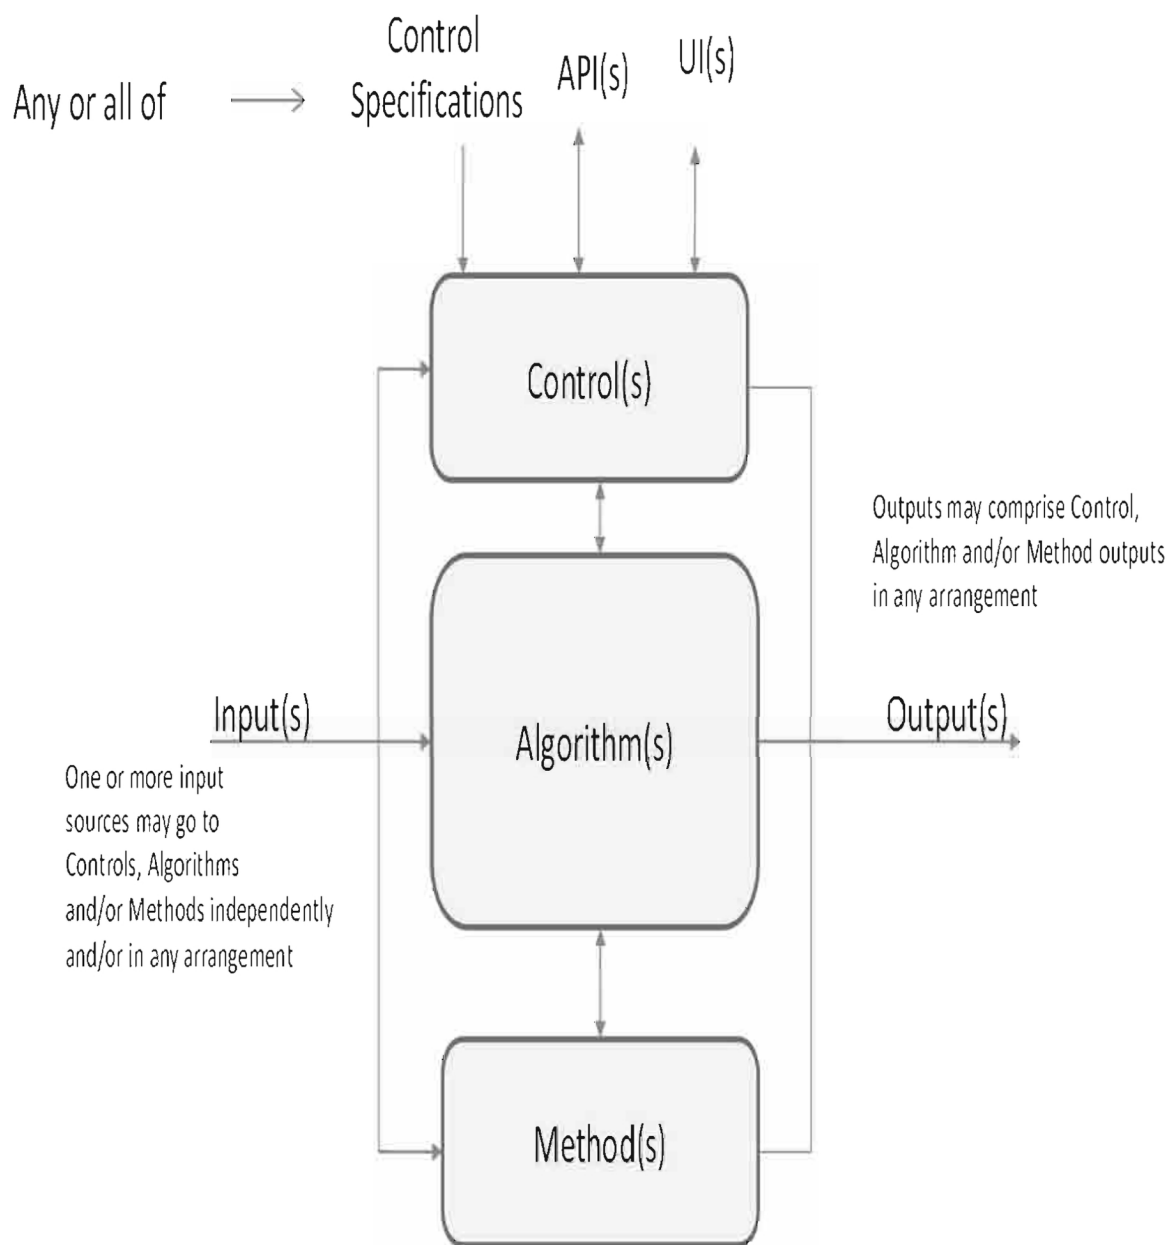 Any or all of
Control
Specifications
API(s)
UI(s)
Control(s)
Outputs may comprise Control,
Algorithm and/or Method outputs
in any arrangement
Input(s)
Algorithm(s)
Output(s)
One or more input
sources may go to
Controls, Algorithms
and/or Methods independently
and/or in any arrangement
Method(s)